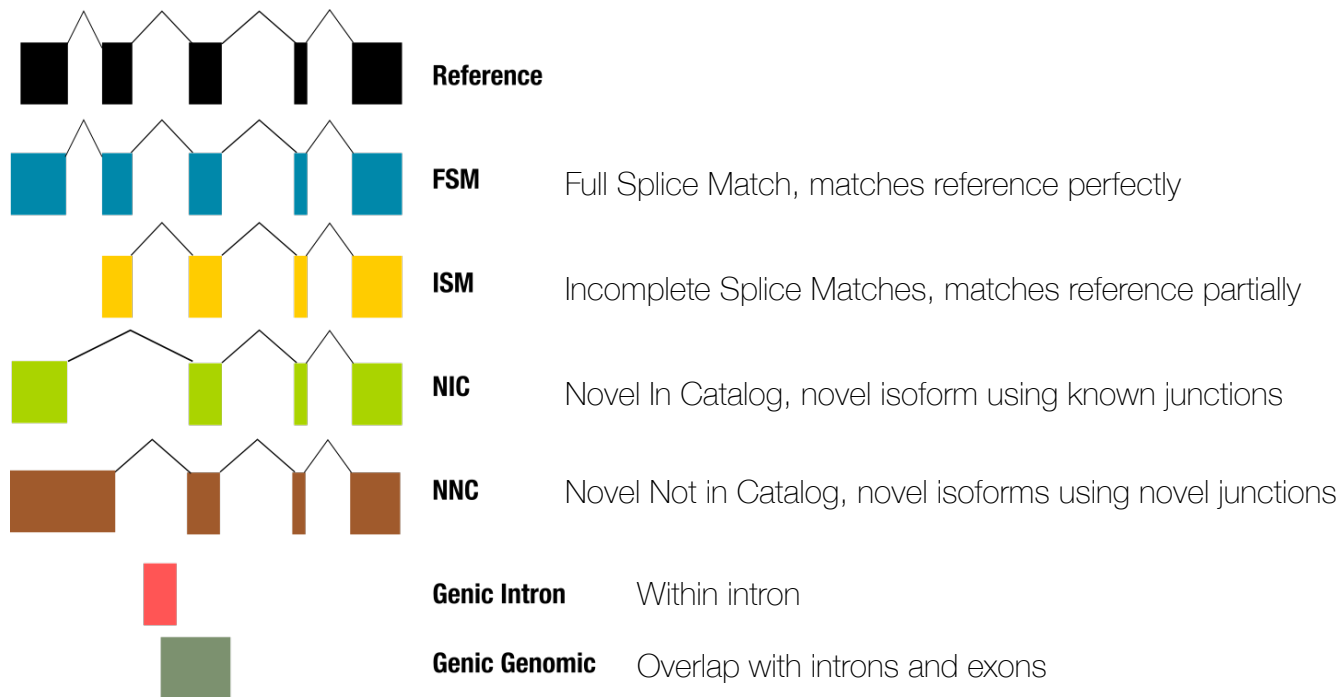 Reference
FSM Full Splice Match, matches reference perfectly
ISM Incomplete Splice Matches, matches reference partially
NIC Novel In Catalog, novel isoform using known junctions
NNC Novel Not in Catalog, novel isoforms using novel junctions
Genic Intron Within intron
Genic Genomic Overlap with introns and exons